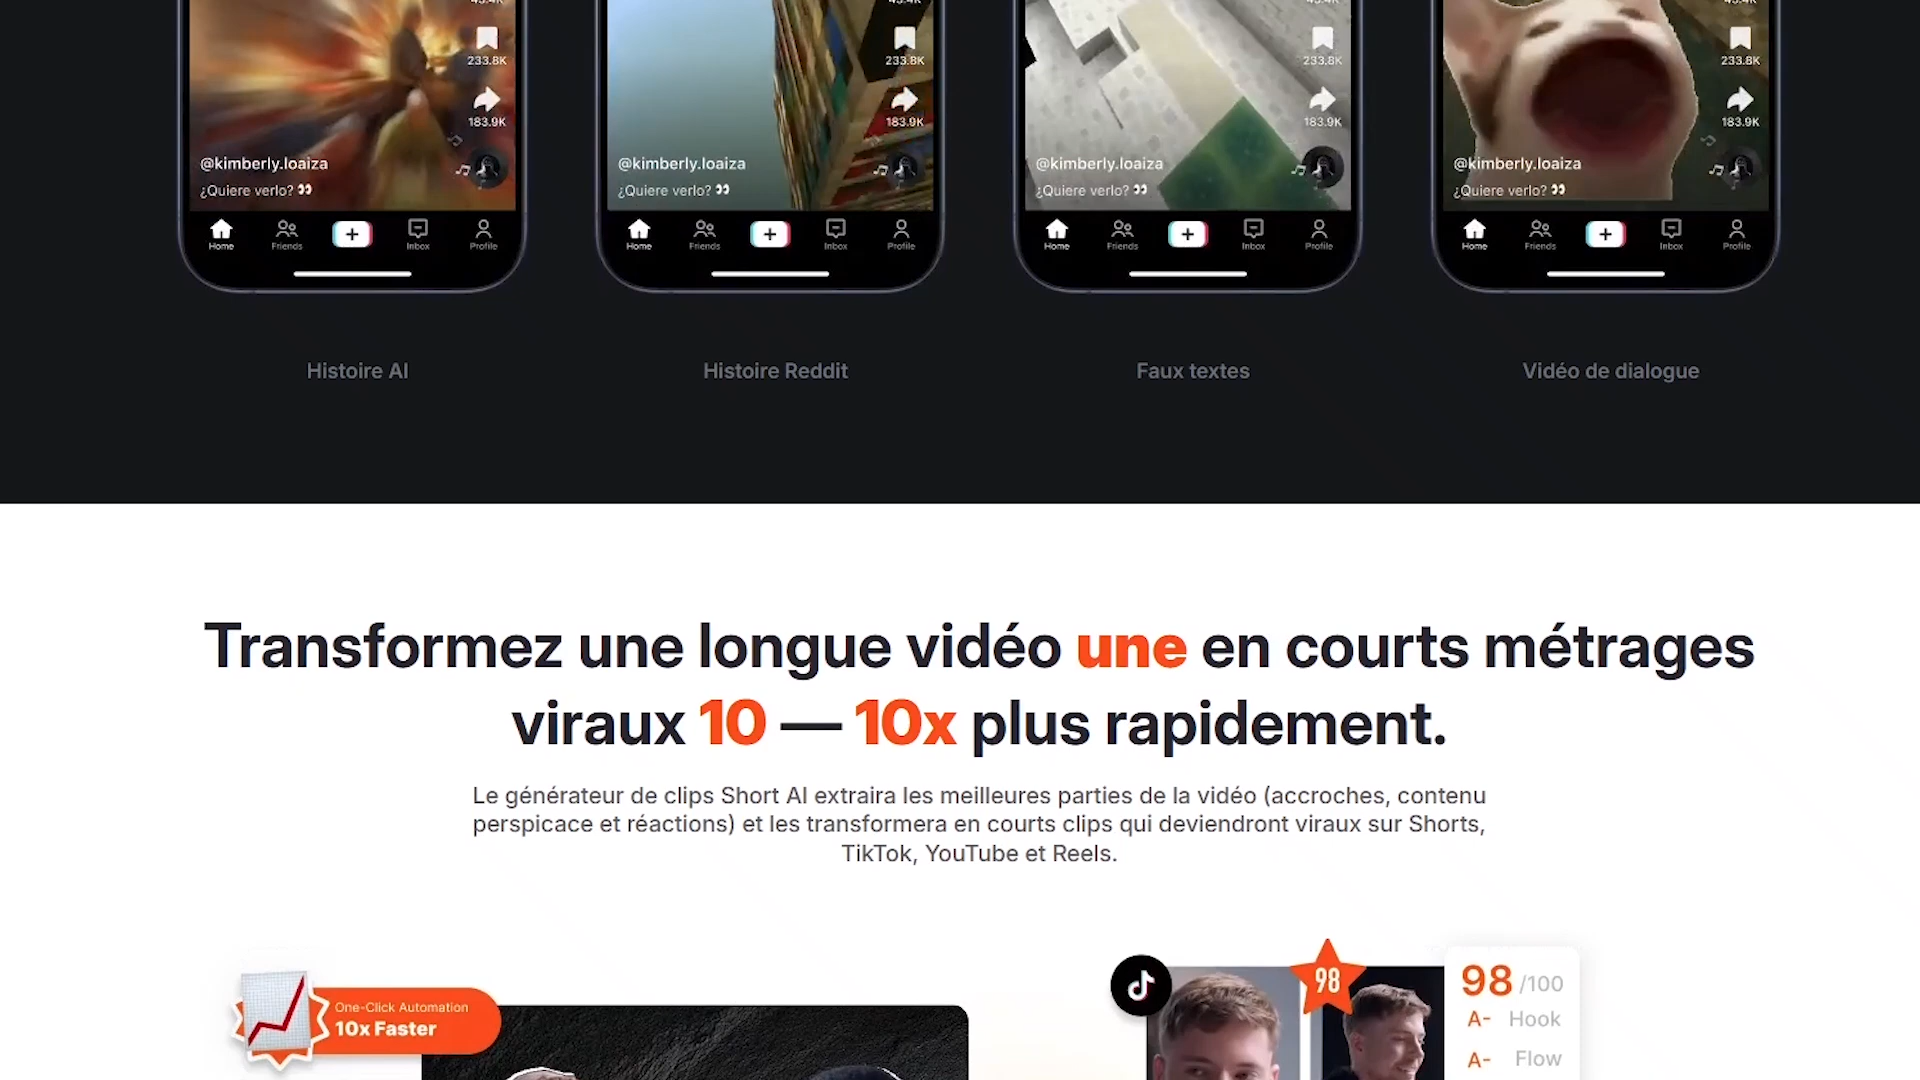 233.8K
233.8K
233.8K
233.8K
183.9K
183.9K
183.9K
183.9K
@kimberly.loaiza
@kimberly.loaiza
@kimberly.loaiza
@kimberly.loaiza
¿Quiere verlo? 👀
¿Quiere verlo? 👀
¿Quiere verlo? 👀
¿Quiere verlo? 👀
Home Friends Inbox Profile
Home Friends Inbox Profile
Home Friends Inbox Profile
Home Friends Inbox Profile
Histoire AI
Histoire Reddit
Faux textes
Vidéo de dialogue
Transformez une longue vidéo une en courts métrages
viraux 10 — 10x plus rapidement.
Le générateur de clips Short AI extraira les meilleures parties de la vidéo (accroches, contenu
perspicace et réactions) et les transformera en courts clips qui deviendront viraux sur Shorts,
TikTok, YouTube et Reels.
One-Click Automation
10x Faster
98
98 /100
A- Hook
A- Flow